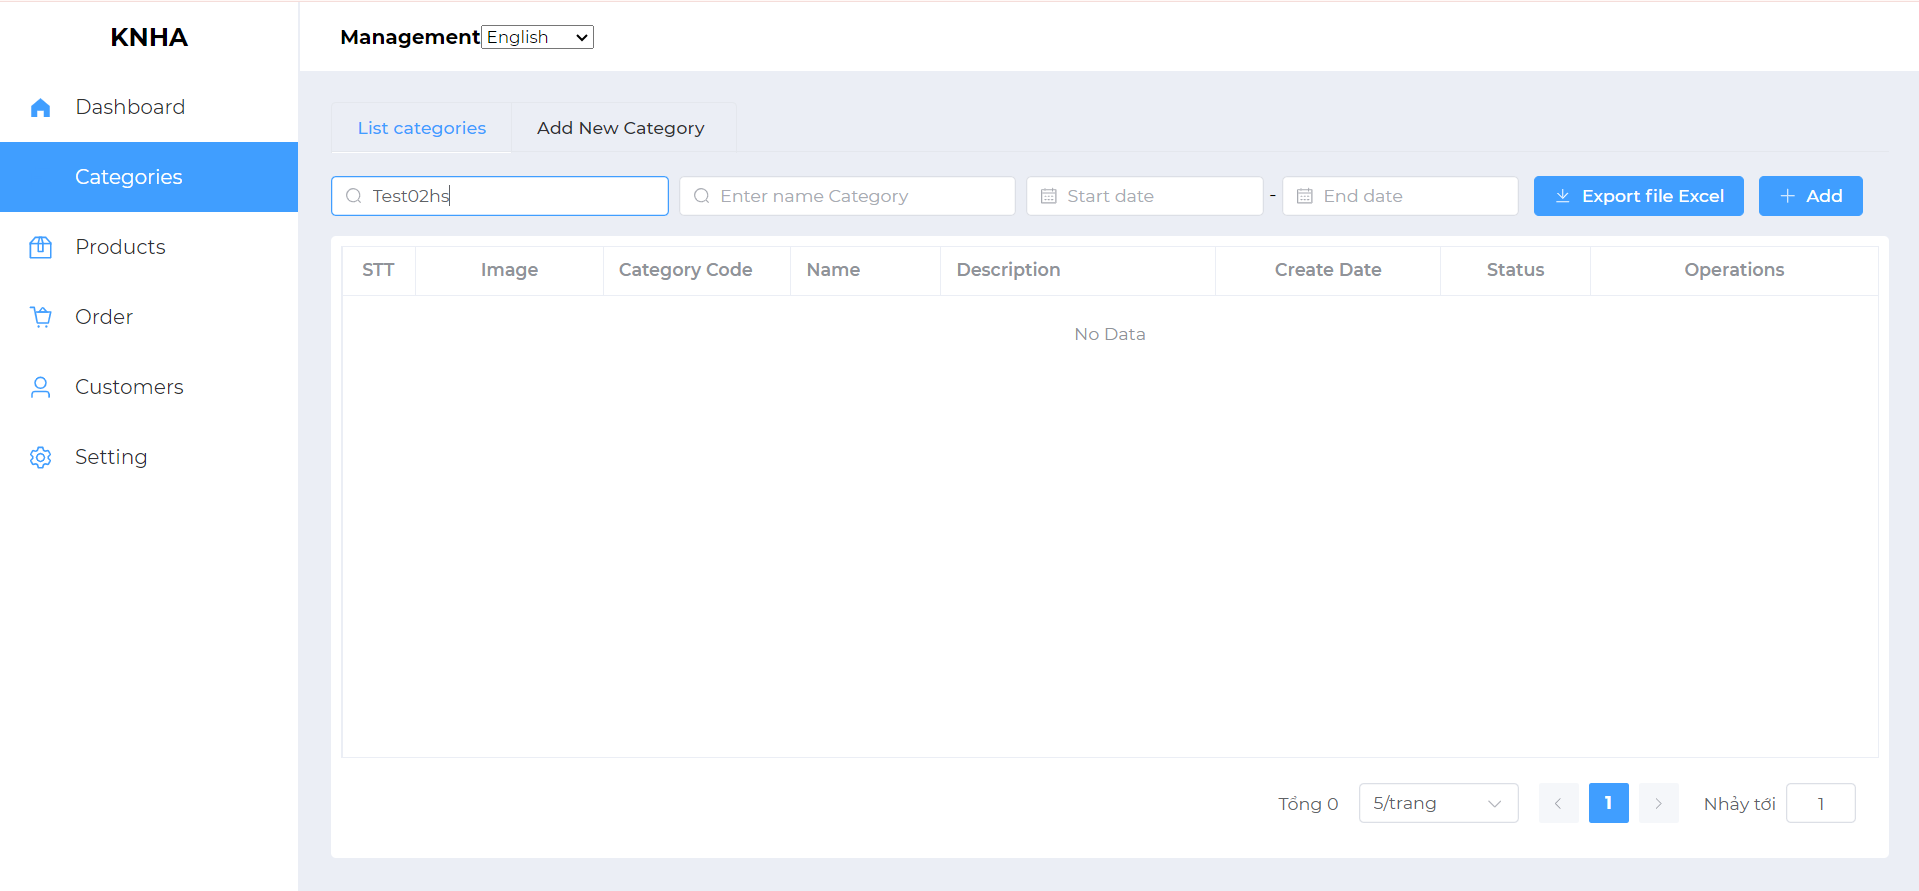 KNHA
Management English
Dashboard
Categories
Products
Order
Customers
Setting
List categories Add New Category
Test02hs Enter name Category Start date - End date Export file Excel Add
STT Image Category Code Name Description Create Date Status Operations
No Data
Tổng 0 5/trang 1 Nhảy tới 1